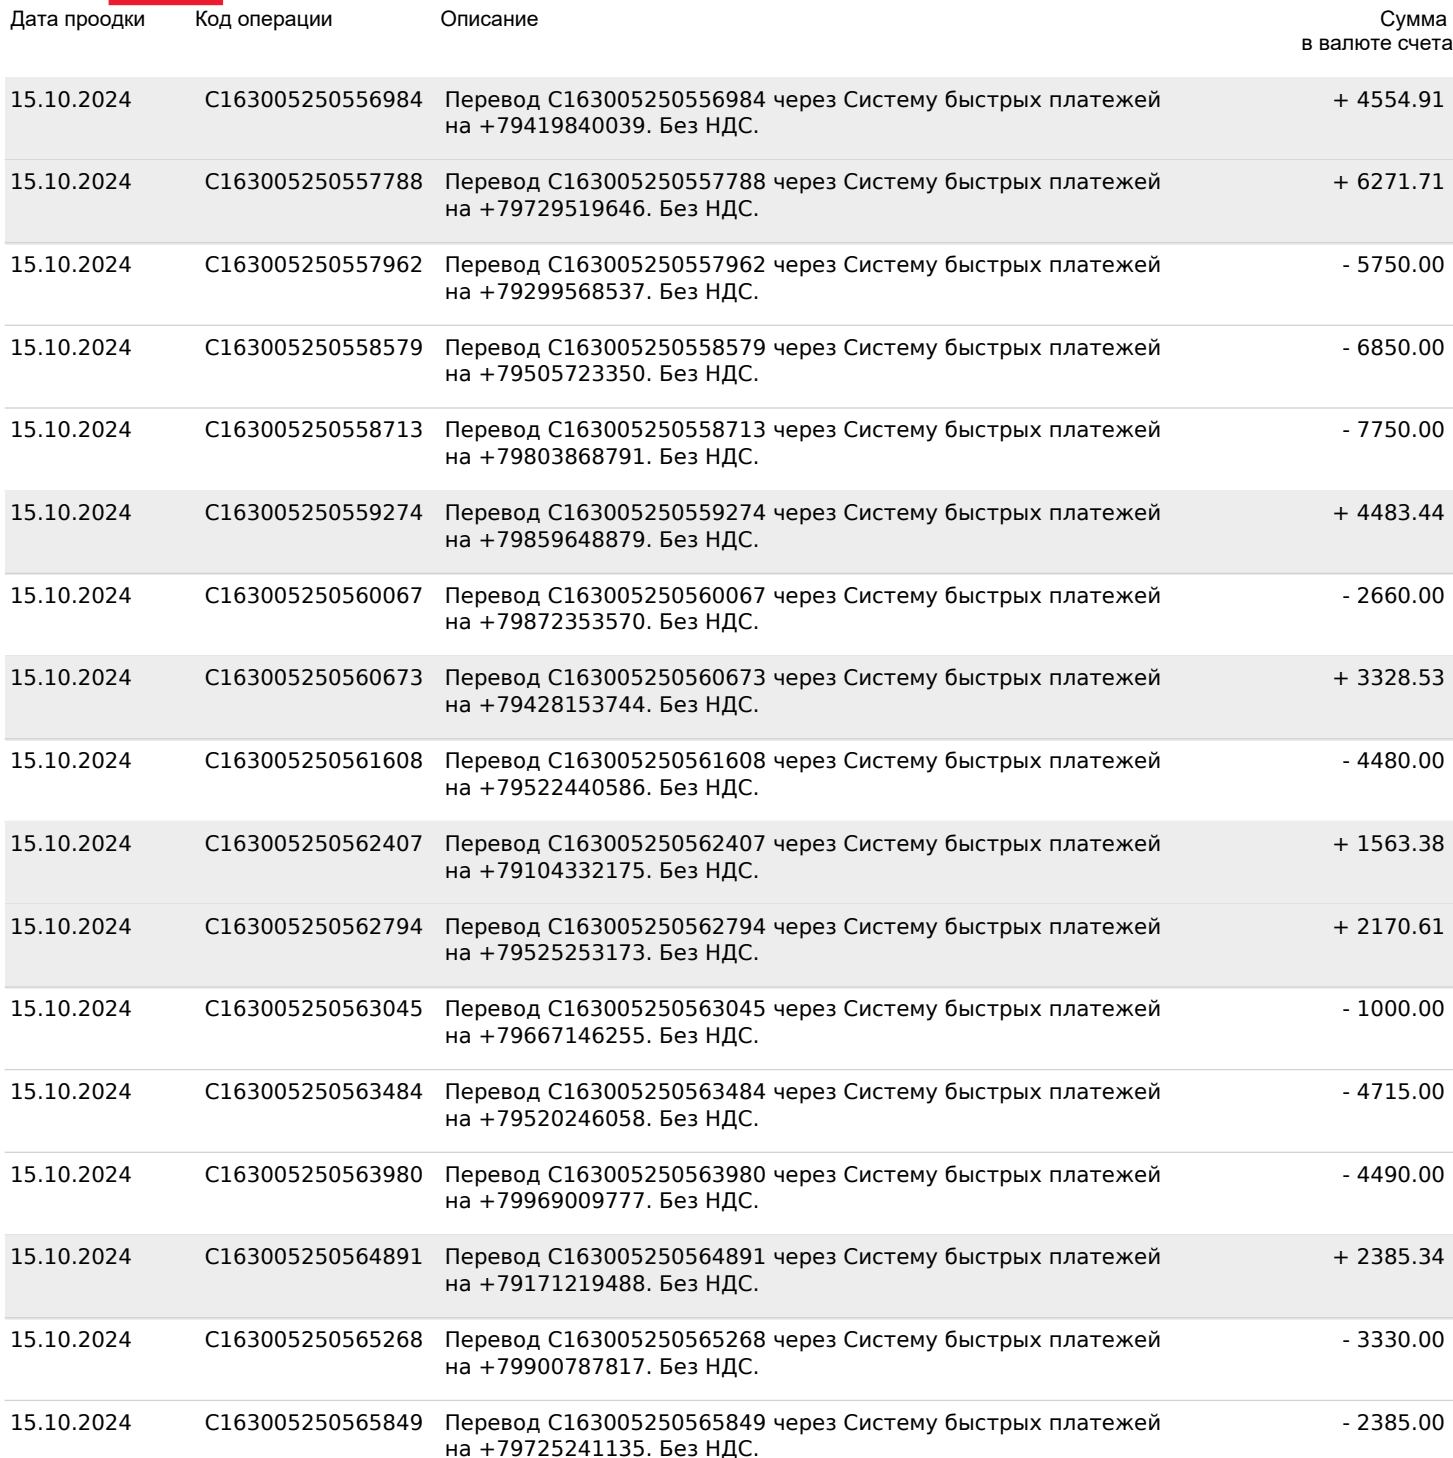 Дата проодки Код операции Описание Сумма
в валюте счета
15.10.2024 C163005250556984 Перевод C163005250556984 через Систему быстрых платежей + 4554.91
на +79419840039. Без НДС.
15.10.2024 C163005250557788 Перевод C163005250557788 через Систему быстрых платежей + 6271.71
на +79729519646. Без НДС.
15.10.2024 C163005250557962 Перевод C163005250557962 через Систему быстрых платежей - 5750.00
на +79299568537. Без НДС.
15.10.2024 C163005250558579 Перевод C163005250558579 через Систему быстрых платежей - 6850.00
на +79505723350. Без НДС.
15.10.2024 C163005250558713 Перевод C163005250558713 через Систему быстрых платежей - 7750.00
на +79803868791. Без НДС.
15.10.2024 C163005250559274 Перевод C163005250559274 через Систему быстрых платежей + 4483.44
на +79859648879. Без НДС.
15.10.2024 C163005250560067 Перевод C163005250560067 через Систему быстрых платежей - 2660.00
на +79872353570. Без НДС.
15.10.2024 C163005250560673 Перевод C163005250560673 через Систему быстрых платежей + 3328.53
на +79428153744. Без НДС.
15.10.2024 C163005250561608 Перевод C163005250561608 через Систему быстрых платежей - 4480.00
на +79522440586. Без НДС.
15.10.2024 C163005250562407 Перевод C163005250562407 через Систему быстрых платежей + 1563.38
на +79104332175. Без НДС.
15.10.2024 C163005250562794 Перевод C163005250562794 через Систему быстрых платежей + 2170.61
на +79525253173. Без НДС.
15.10.2024 C163005250563045 Перевод C163005250563045 через Систему быстрых платежей - 1000.00
на +79667146255. Без НДС.
15.10.2024 C163005250563484 Перевод C163005250563484 через Систему быстрых платежей - 4715.00
на +79520246058. Без НДС.
15.10.2024 C163005250563980 Перевод C163005250563980 через Систему быстрых платежей - 4490.00
на +79969009777. Без НДС.
15.10.2024 C163005250564891 Перевод C163005250564891 через Систему быстрых платежей + 2385.34
на +79171219488. Без НДС.
15.10.2024 C163005250565268 Перевод C163005250565268 через Систему быстрых платежей - 3330.00
на +79900787817. Без НДС.
15.10.2024 C163005250565849 Перевод C163005250565849 через Систему быстрых платежей - 2385.00
на +79725241135. Без НДС.